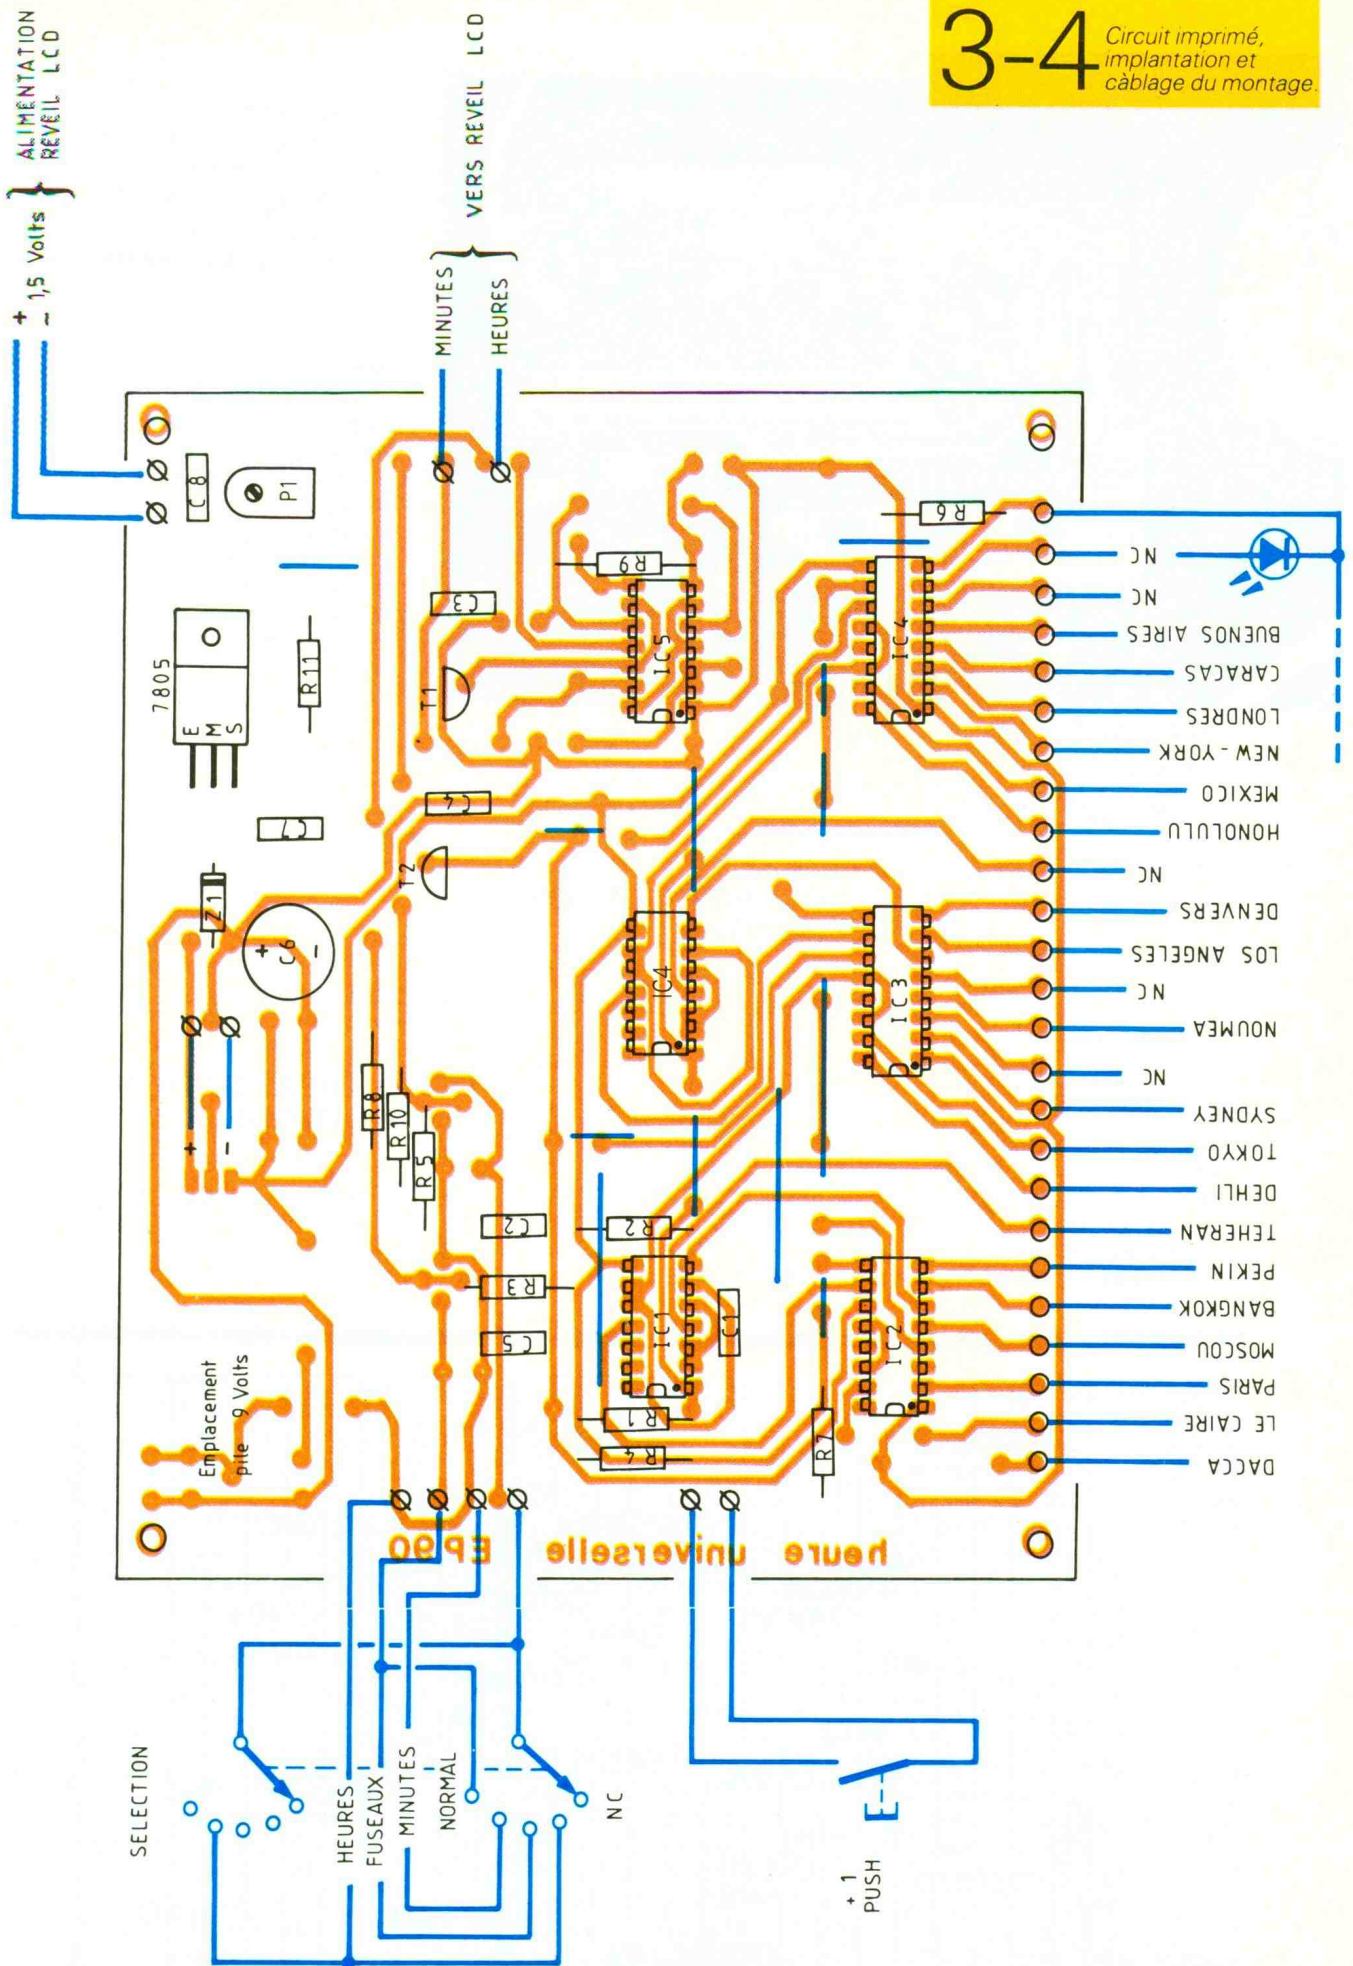 3-4
Circuit imprimé,
implantation et
càblage du montage.
ALIMENTATION
REVEIL LCD
+
- 1,5 Volts
VERS REVEIL LCD
MINUTES
HEURES
C8
P1
7805
E
M
S
R11
C7
Z1
+
C6
-
+
-
Emplacement
pile 9 Volts
C3
T1
C4
T2
R8
R10
R5
C2
R3
C5
R9
IC5
IC4
R2
IC1
C1
R1
R4
R7
R6
IC4
IC3
IC2
heure universelle EP90
NC
NC
BUENOS AIRES
CARACAS
LONDRES
NEW-YORK
MEXICO
HONOLULU
NC
DENVERS
LOS ANGELES
NC
NOUMEA
NC
SYDNEY
TOKYO
DEHLI
TEHERAN
PEKIN
BANGKOK
MOSCOU
PARIS
LE CAIRE
DACCA
SELECTION
HEURES
FUSEAUX
MINUTES
NORMAL
NC
+1
PUSH